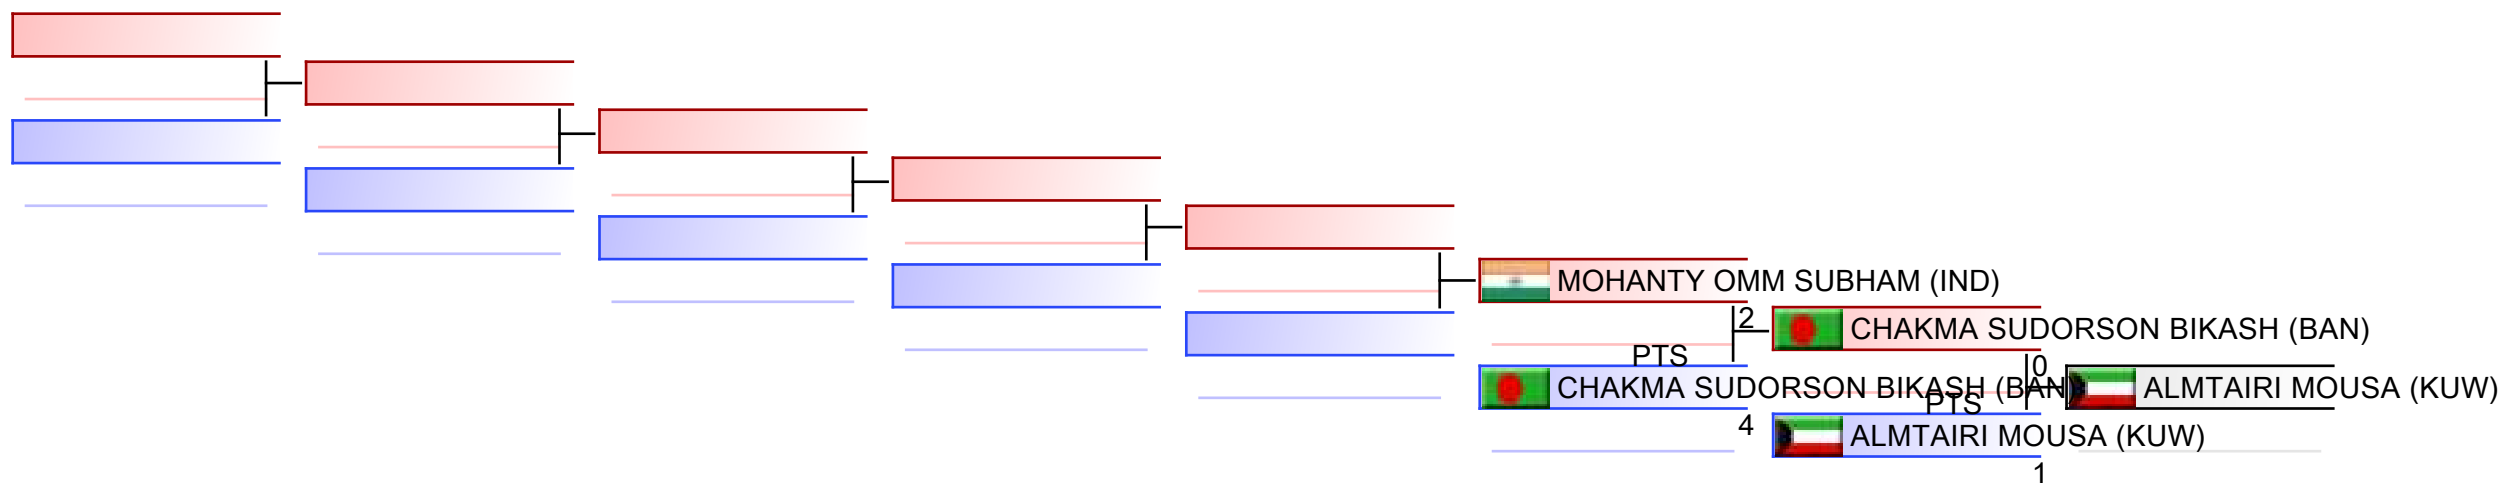 MOHANTY OMM SUBHAM (IND)
2
PTS
CHAKMA SUDORSON BIKASH (BAN)
4
CHAKMA SUDORSON BIKASH (BAN)
0
PTS
ALMTAIRI MOUSA (KUW)
1
ALMTAIRI MOUSA (KUW)